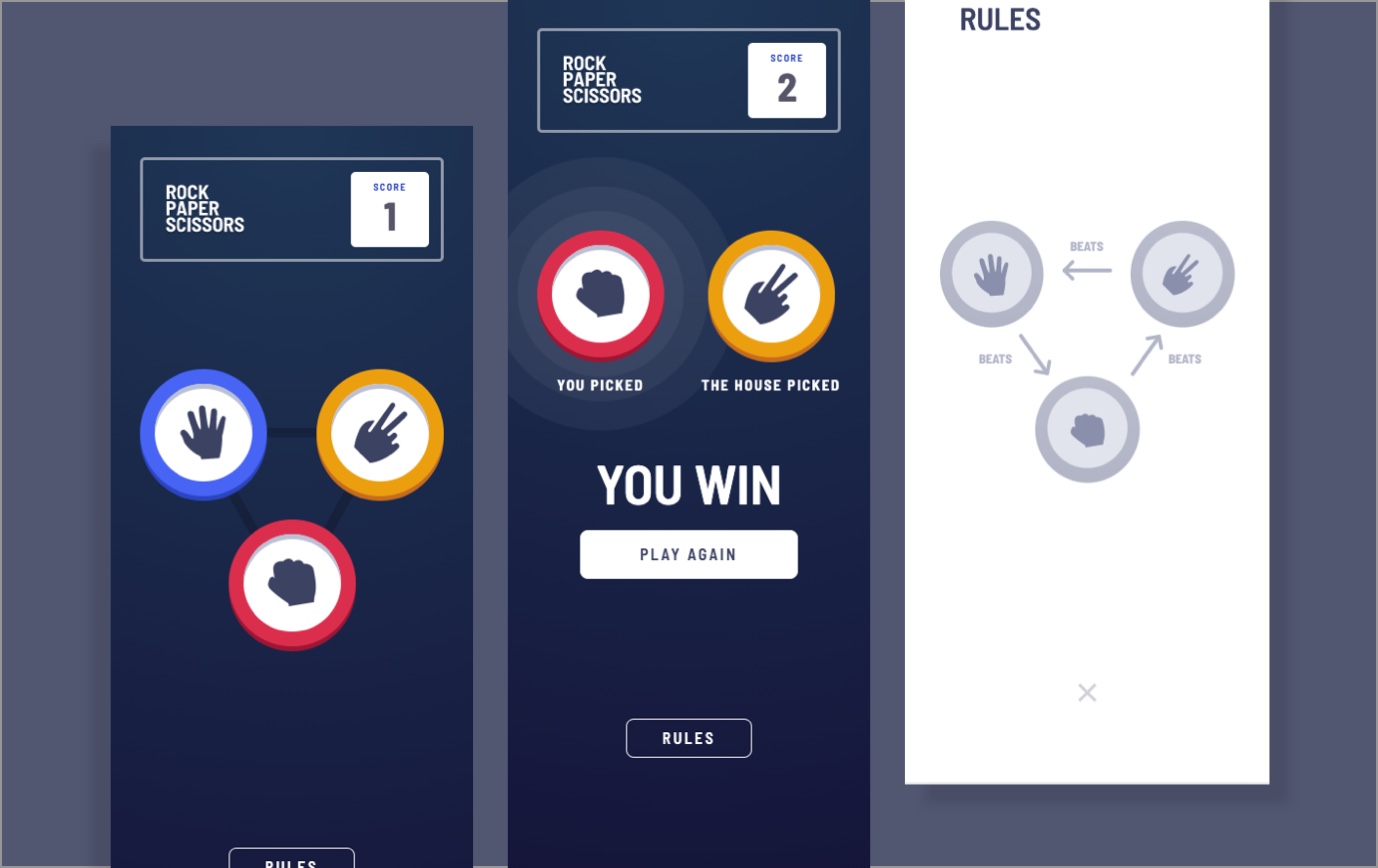 ROCK
PAPER
SCISSORS
SCORE
1
RULES
ROCK
PAPER
SCISSORS
SCORE
2
YOU PICKED
THE HOUSE PICKED
YOU WIN
PLAY AGAIN
RULES
RULES
BEATS
BEATS
BEATS